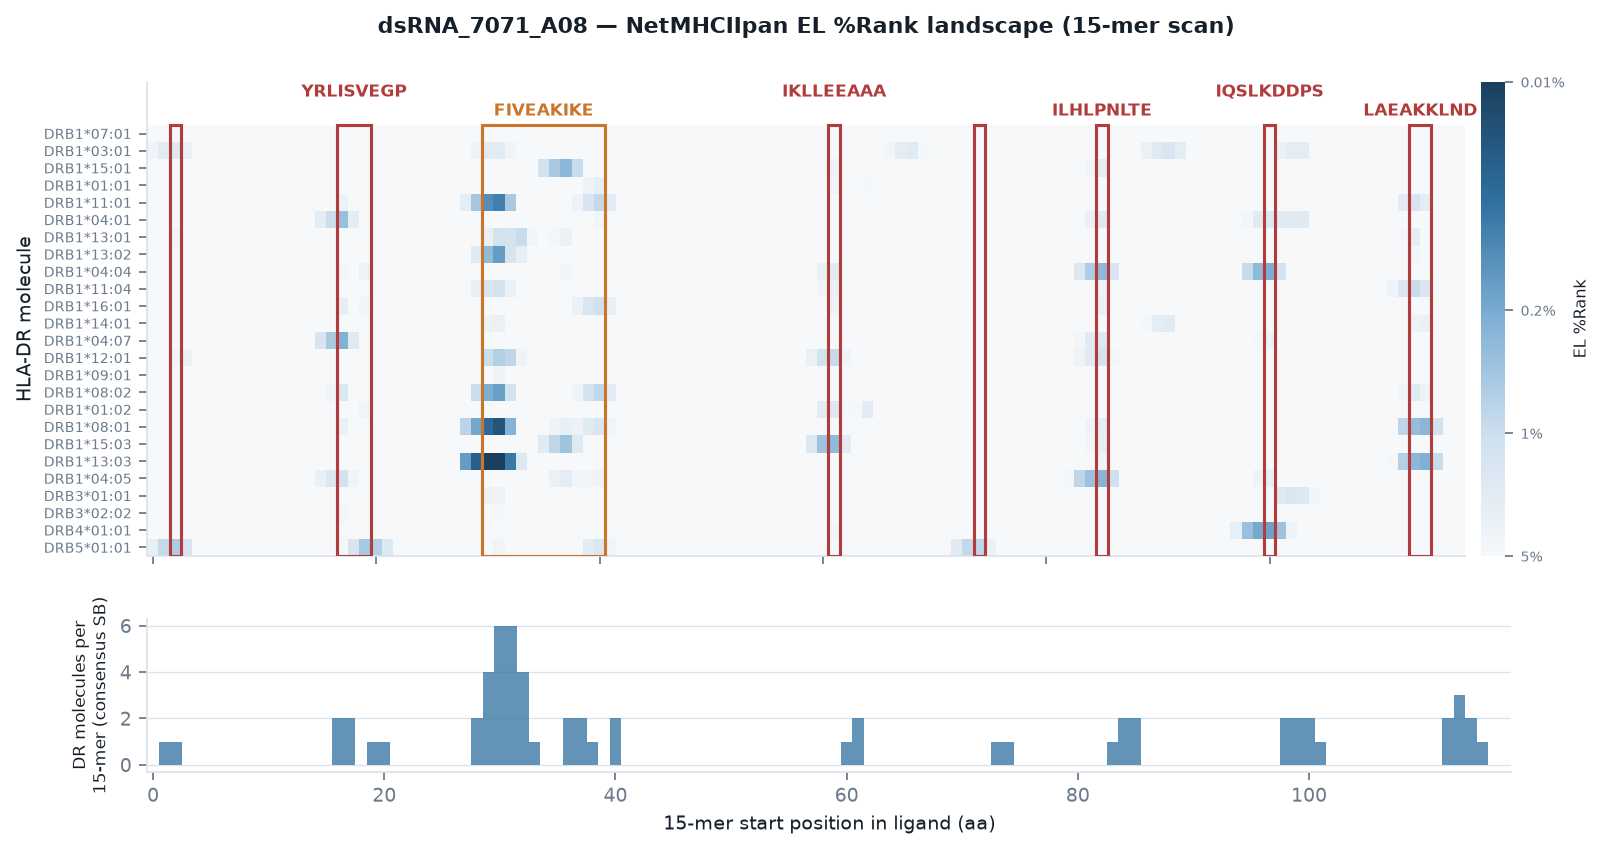 dsRNA_7071_A08 — NetMHCIIpan EL %Rank landscape (15-mer scan)
YRLISVEGP
IKLLEEAAA
IQSLKDDPS
FIVEAKIKE
ILHLPNLTE
LAEAKKLND
HLA-DR molecule
DRB1*07:01
DRB1*03:01
DRB1*15:01
DRB1*01:01
DRB1*11:01
DRB1*04:01
DRB1*13:01
DRB1*13:02
DRB1*04:04
DRB1*11:04
DRB1*16:01
DRB1*14:01
DRB1*04:07
DRB1*12:01
DRB1*09:01
DRB1*08:02
DRB1*01:02
DRB1*08:01
DRB1*15:03
DRB1*13:03
DRB1*04:05
DRB3*01:01
DRB3*02:02
DRB4*01:01
DRB5*01:01
0.01%
0.2%
1%
5%
EL %Rank
DR molecules per
15-mer (consensus SB)
6
4
2
0
0 20 40 60 80 100
15-mer start position in ligand (aa)